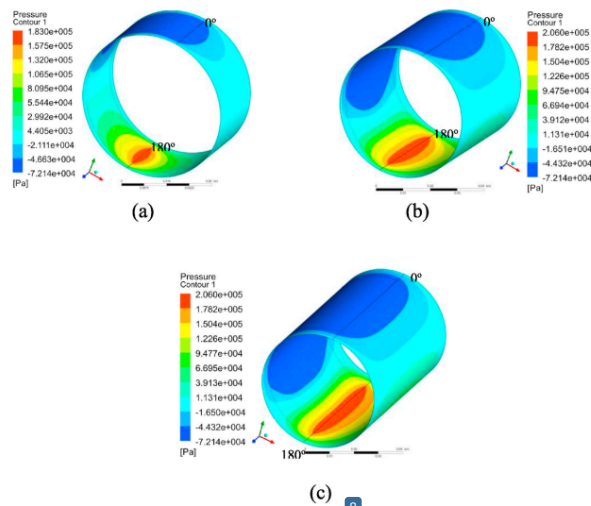 Pressure
Contour 1
1.830e+005
1.575e+005
1.320e+005
1.065e+005
8.095e+004
5.544e+004
2.992e+004
4.405e+003
-2.111e+004
-4.663e+004
-7.214e+004
[Pa]
0º
180º
(a)
Pressure
Contour 1
2.060e+005
1.782e+005
1.504e+005
1.226e+005
9.475e+004
6.694e+004
3.912e+004
1.131e+004
-1.651e+004
-4.432e+004
-7.214e+004
[Pa]
0º
180º
(b)
Pressure
Contour 1
2.060e+005
1.782e+005
1.504e+005
1.226e+005
9.477e+004
6.695e+004
3.913e+004
1.131e+004
-1.650e+004
-4.432e+004
-7.214e+004
[Pa]
0º
180º
(c)